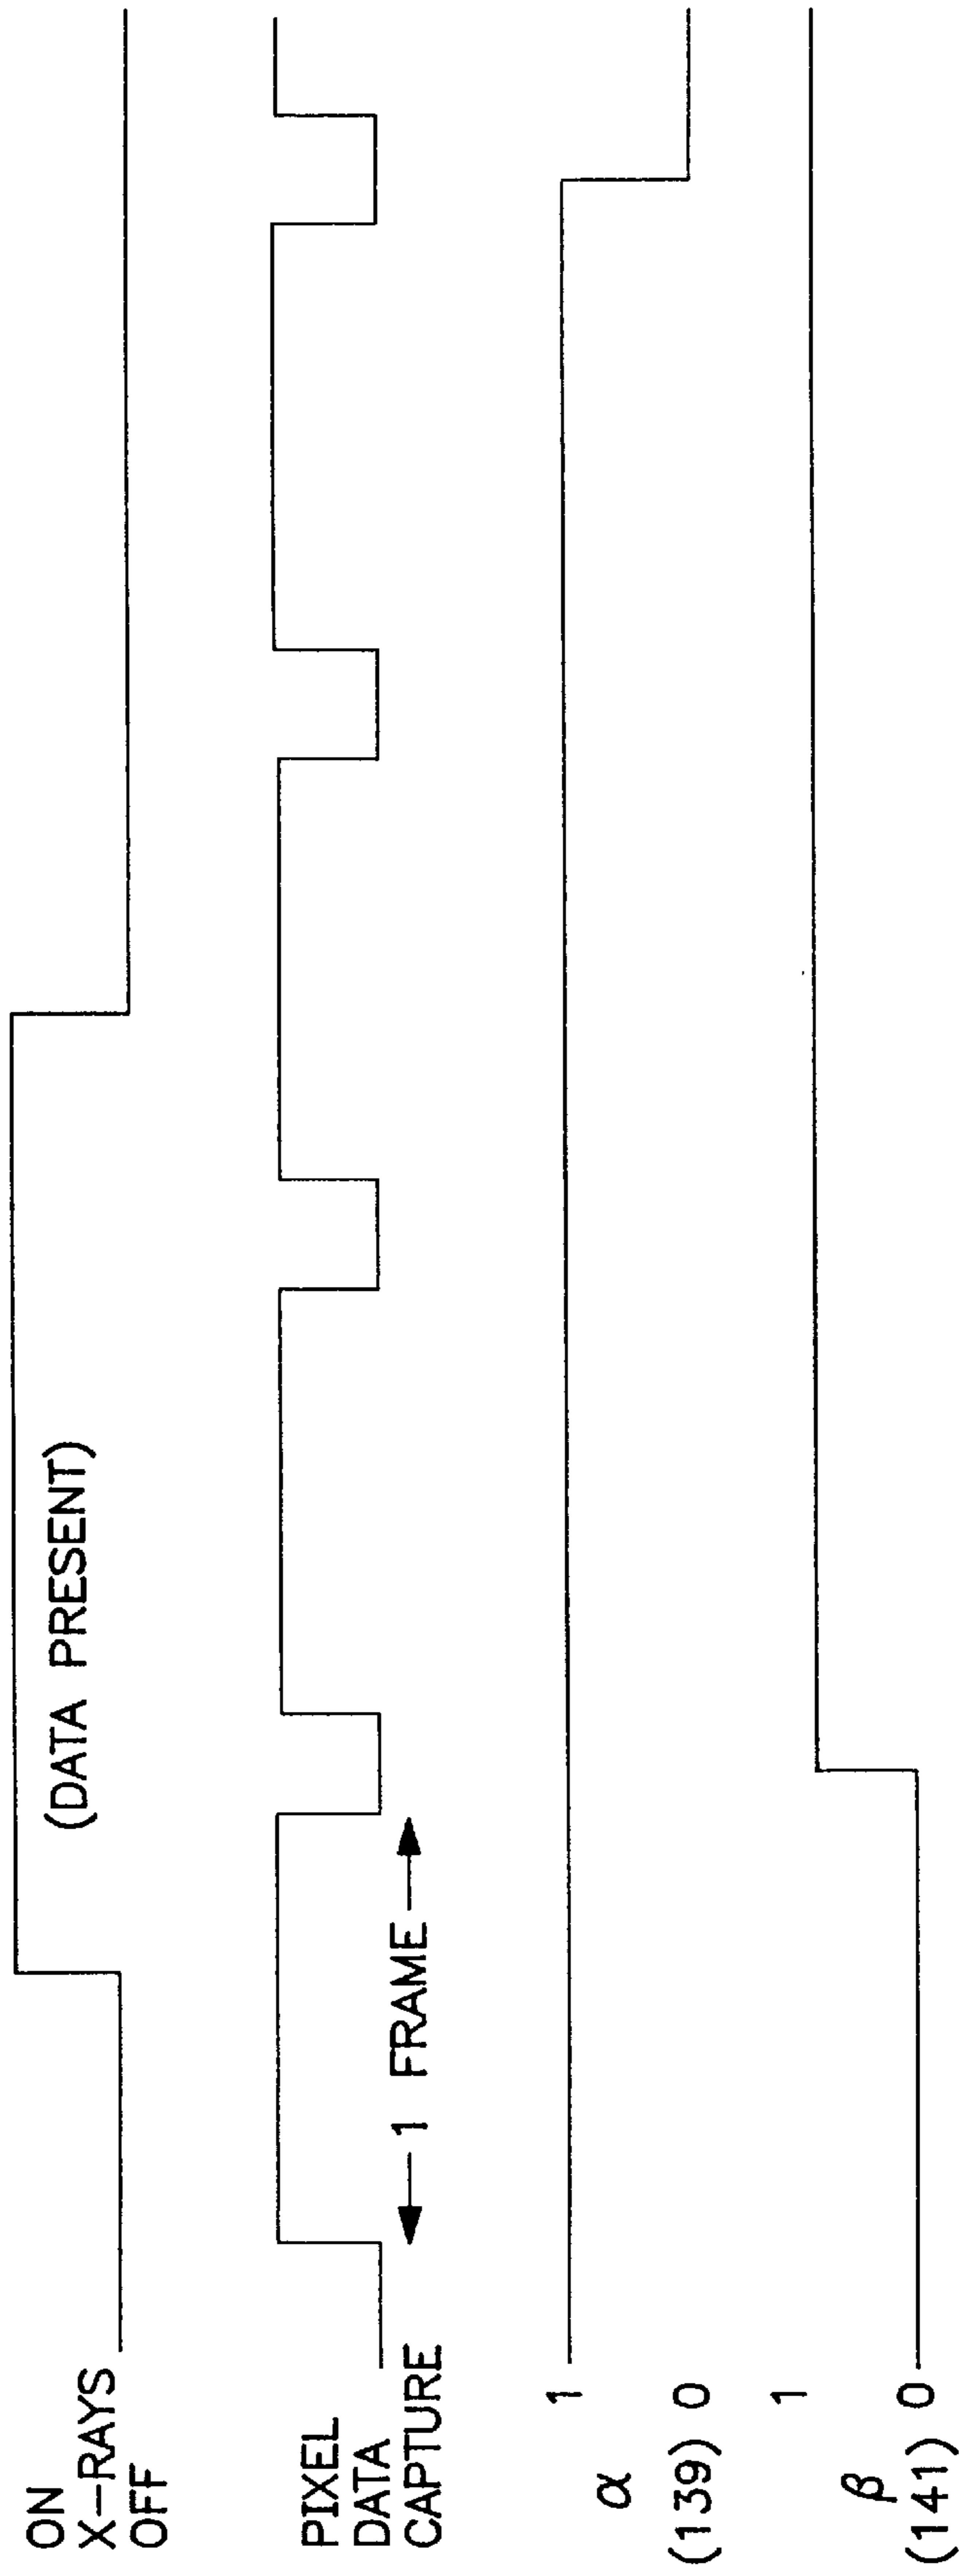 ON
X-RAYS
OFF
(DATA PRESENT)
PIXEL
DATA
CAPTURE
1 FRAME
α
(139)
1
0
β
(141)
1
0